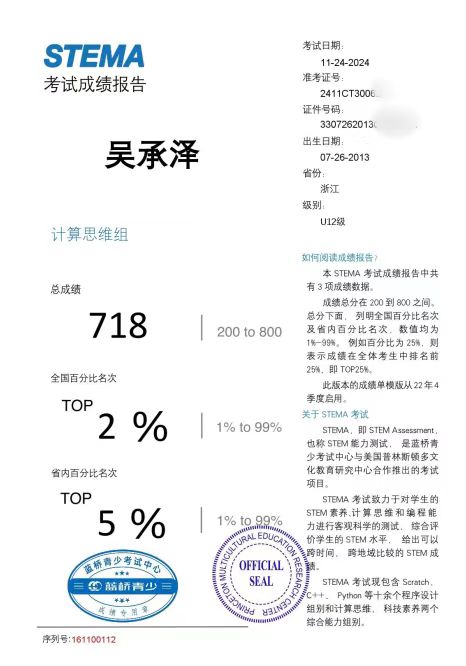 STEMA
考试成绩报告
吴承泽
计算思维组
总成绩
718
200 to 800
全国百分比名次
TOP 2 %
1% to 99%
省内百分比名次
TOP 5 %
1% to 99%
蓝桥青少考试中心
蓝桥青少
成绩专用章
PRINCETON MULTICULTURAL EDUCATION RESEARCH CENTER
OFFICIAL
SEAL
序列号:161100112
考试日期:
11-24-2024
准考证号:
2411CT3006
证件号码:
3307262013
出生日期:
07-26-2013
省份:
浙江
级别:
U12级
如何阅读成绩报告?
本 STEMA 考试成绩报告中共
有 3 项成绩数据。
成绩总分在 200 到 800 之间。
总分下面， 列明全国百分比名次
及省内百分比名次， 数值均为
1%-99%。 例如百分比为 25%，则
表示成绩在全体考生中排名前
25%，即 TOP25%。
此版本的成绩单模版从 22 年 4
季度启用。
关于 STEMA 考试
STEMA，即 STEM Assessment，
也称 STEM 能力测试， 是蓝桥青
少考试中心与美国普林斯顿多文
化教育研究中心合作推出的考试
项目。
STEMA 考试致力于对学生的
STEM 素养,计算思维和编程能
力进行客观科学的测试， 综合评
价学生的 STEM 水平， 给出可以
跨时间、 跨地域比较的 STEM 成
绩。
STEMA 考试现包含 Scratch、
C++、 Python 等十余个程序设计
组别和计算思维、 科技素养两个
综合能力组别。